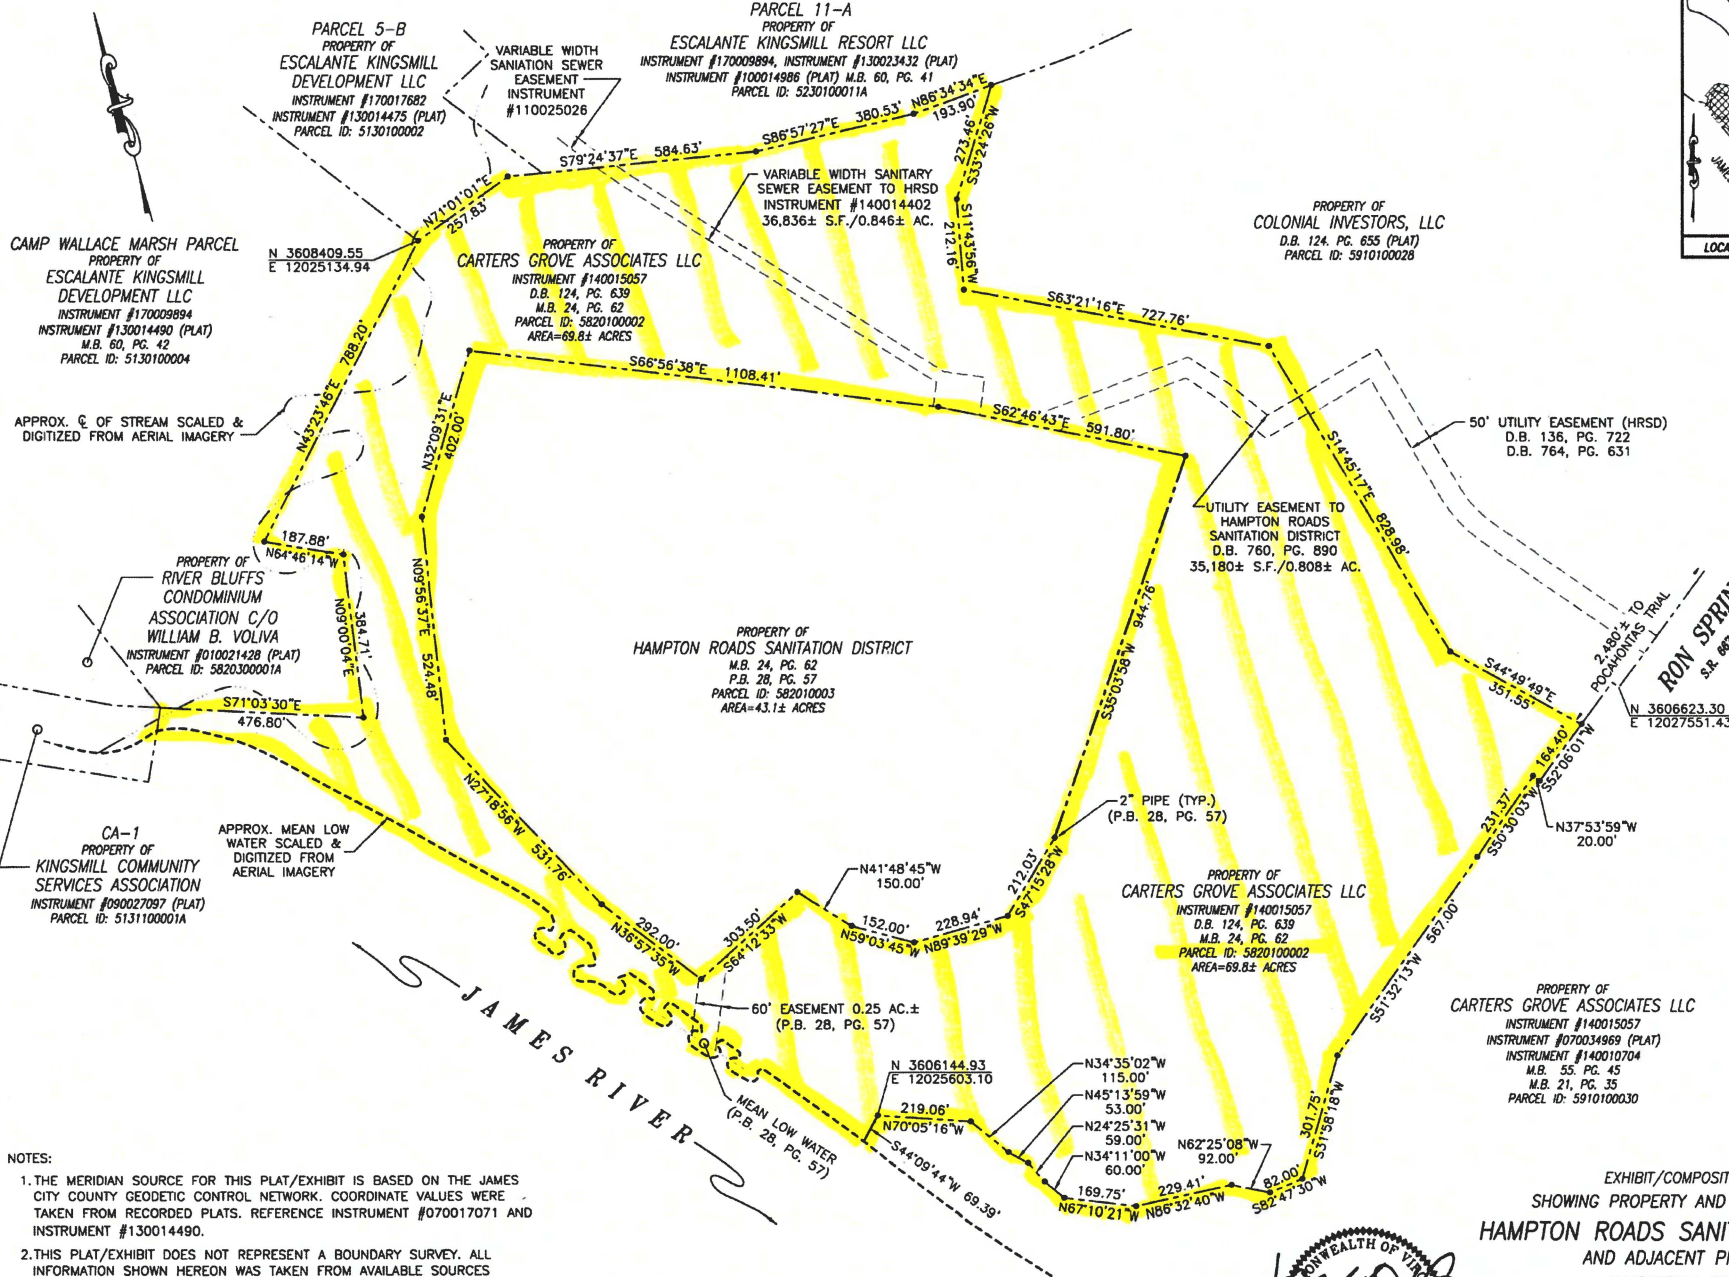 PARCEL 5-B
PROPERTY OF
ESCALANTE KINGSMILL
DEVELOPMENT LLC
INSTRUMENT #170017682
INSTRUMENT #130014475 (PLAT)
PARCEL ID: 5130100002
VARIABLE WIDTH
SANIATION SEWER
EASEMENT
INSTRUMENT
#110025026
PARCEL 11-A
PROPERTY OF
ESCALANTE KINGSMILL RESORT LLC
INSTRUMENT #170009894, INSTRUMENT #130023432 (PLAT)
INSTRUMENT #100014986 (PLAT) M.B. 60, PG. 41
PARCEL ID: 5230100011A
N71°01'01"E
257.83'
S79°24'37"E 584.63'
S86°57'27"E 380.53'
N86°34'34"E
193.90'
S33°24'26"W
273.46'
S11°43'56"W
212.16'
VARIABLE WIDTH SANITARY
SEWER EASEMENT TO HRSD
INSTRUMENT #140014402
36,836± S.F./0.846± AC.
PROPERTY OF
COLONIAL INVESTORS, LLC
D.B. 124. PG. 655 (PLAT)
PARCEL ID: 5910100028
CAMP WALLACE MARSH PARCEL
PROPERTY OF
ESCALANTE KINGSMILL
DEVELOPMENT LLC
INSTRUMENT #170009894
INSTRUMENT #130014490 (PLAT)
M.B. 60, PG. 42
PARCEL ID: 5130100004
N 3608409.55
E 12025134.94
PROPERTY OF
CARTERS GROVE ASSOCIATES LLC
INSTRUMENT #140015057
D.B. 124, PG. 639
M.B. 24, PG. 62
PARCEL ID: 5820100002
AREA=69.8± ACRES
S63°21'16"E 727.76'
N43°23'46"E 788.20'
S66°56'38"E 1108.41'
S62°46'43"E 591.80'
N32°09'31"E
402.00'
APPROX. ℄ OF STREAM SCALED &
DIGITIZED FROM AERIAL IMAGERY
50' UTILITY EASEMENT (HRSD)
D.B. 136, PG. 722
D.B. 764, PG. 631
S14°45'17"E 828.98'
UTILITY EASEMENT TO
HAMPTON ROADS
SANITATION DISTRICT
D.B. 760, PG. 890
35,180± S.F./0.808± AC.
187.88'
N64°46'14"W
N09°00'04"E
384.71'
N09°56'37"E 524.48'
PROPERTY OF
RIVER BLUFFS
CONDOMINIUM
ASSOCIATION C/O
WILLIAM B. VOLIVA
INSTRUMENT #010021428 (PLAT)
PARCEL ID: 5820300001A
PROPERTY OF
HAMPTON ROADS SANITATION DISTRICT
M.B. 24, PG. 62
P.B. 28, PG. 57
PARCEL ID: 582010003
AREA=43.1± ACRES
S35°03'58"W 944.76'
S71°03'30"E
476.80'
S44°49'49"E
351.55'
2,480'± TO
POCAHONTAS TRIAL
RON SPRIN
S.R. 66
N 3606623.30
E 12027551.43
164.40'
S52°06'01"W
231.37'
S50°30'03"W
N37°53'59"W
20.00'
N27°18'56"W 531.76'
2" PIPE (TYP.)
(P.B. 28, PG. 57)
CA-1
PROPERTY OF
KINGSMILL COMMUNITY
SERVICES ASSOCIATION
INSTRUMENT #090027097 (PLAT)
PARCEL ID: 5131100001A
APPROX. MEAN LOW
WATER SCALED &
DIGITIZED FROM
AERIAL IMAGERY
N41°48'45"W
150.00'
212.03'
S47°15'28"W
152.00'
N59°03'45"W
228.94'
N89°39'29"W
303.50'
S64°12'33"W
292.00'
N36°57'35"W
PROPERTY OF
CARTERS GROVE ASSOCIATES LLC
INSTRUMENT #140015057
D.B. 124, PG. 639
M.B. 24, PG. 62
PARCEL ID: 5820100002
AREA=69.8± ACRES
S51°32'13"W 567.00'
60' EASEMENT 0.25 AC.±
(P.B. 28, PG. 57)
JAMES RIVER
MEAN LOW WATER
(P.B. 28, PG. 57)
N 3606144.93
E 12025603.10
219.06'
N70°05'16"W
S44°09'44"W 69.39'
N34°35'02"W
115.00'
N45°13'59"W
53.00'
N24°25'31"W
59.00'
N34°11'00"W
60.00'
169.75'
N67°10'21"W
229.41'
N86°32'40"W
N62°25'08"W
92.00'
82.00'
S82°47'30"W
301.75'
S31°58'18"W
PROPERTY OF
CARTERS GROVE ASSOCIATES LLC
INSTRUMENT #140015057
INSTRUMENT #070034969 (PLAT)
INSTRUMENT #140010704
M.B. 55. PG. 45
M.B. 21, PG. 35
PARCEL ID: 5910100030
NOTES:
1. THE MERIDIAN SOURCE FOR THIS PLAT/EXHIBIT IS BASED ON THE JAMES
CITY COUNTY GEODETIC CONTROL NETWORK. COORDINATE VALUES WERE
TAKEN FROM RECORDED PLATS. REFERENCE INSTRUMENT #070017071 AND
INSTRUMENT #130014490.
2. THIS PLAT/EXHIBIT DOES NOT REPRESENT A BOUNDARY SURVEY. ALL
INFORMATION SHOWN HEREON WAS TAKEN FROM AVAILABLE SOURCES
EXHIBIT/COMPOSIT
SHOWING PROPERTY AND
HAMPTON ROADS SANI
AND ADJACENT P
ONWEALTH OF VIRG
LOCA
JAMES